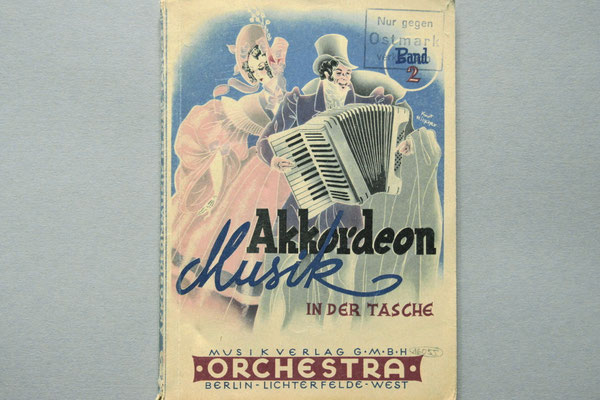 Nur gegen
Ostmark
Band
2
Akkordeon
Musik
IN DER TASCHE
MUSIKVERLAG G·M·B·H
·ORCHESTRA·
BERLIN-LICHTERFELDE-WEST